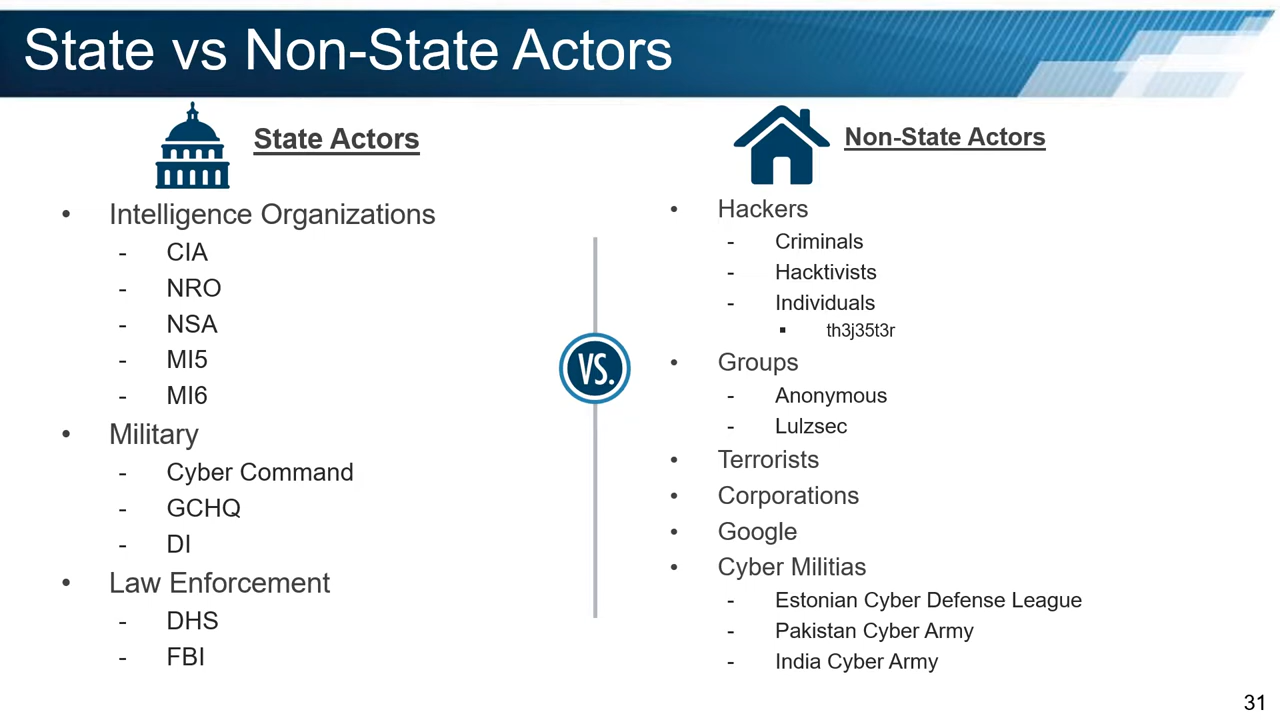 State vs Non-State Actors
State Actors
• Intelligence Organizations
- CIA
- NRO
- NSA
- MI5
- MI6
• Military
- Cyber Command
- GCHQ
- DI
• Law Enforcement
- DHS
- FBI
VS.
Non-State Actors
• Hackers
- Criminals
- Hacktivists
- Individuals
▪ th3j35t3r
• Groups
- Anonymous
- Lulzsec
• Terrorists
• Corporations
• Google
• Cyber Militias
- Estonian Cyber Defense League
- Pakistan Cyber Army
- India Cyber Army
31